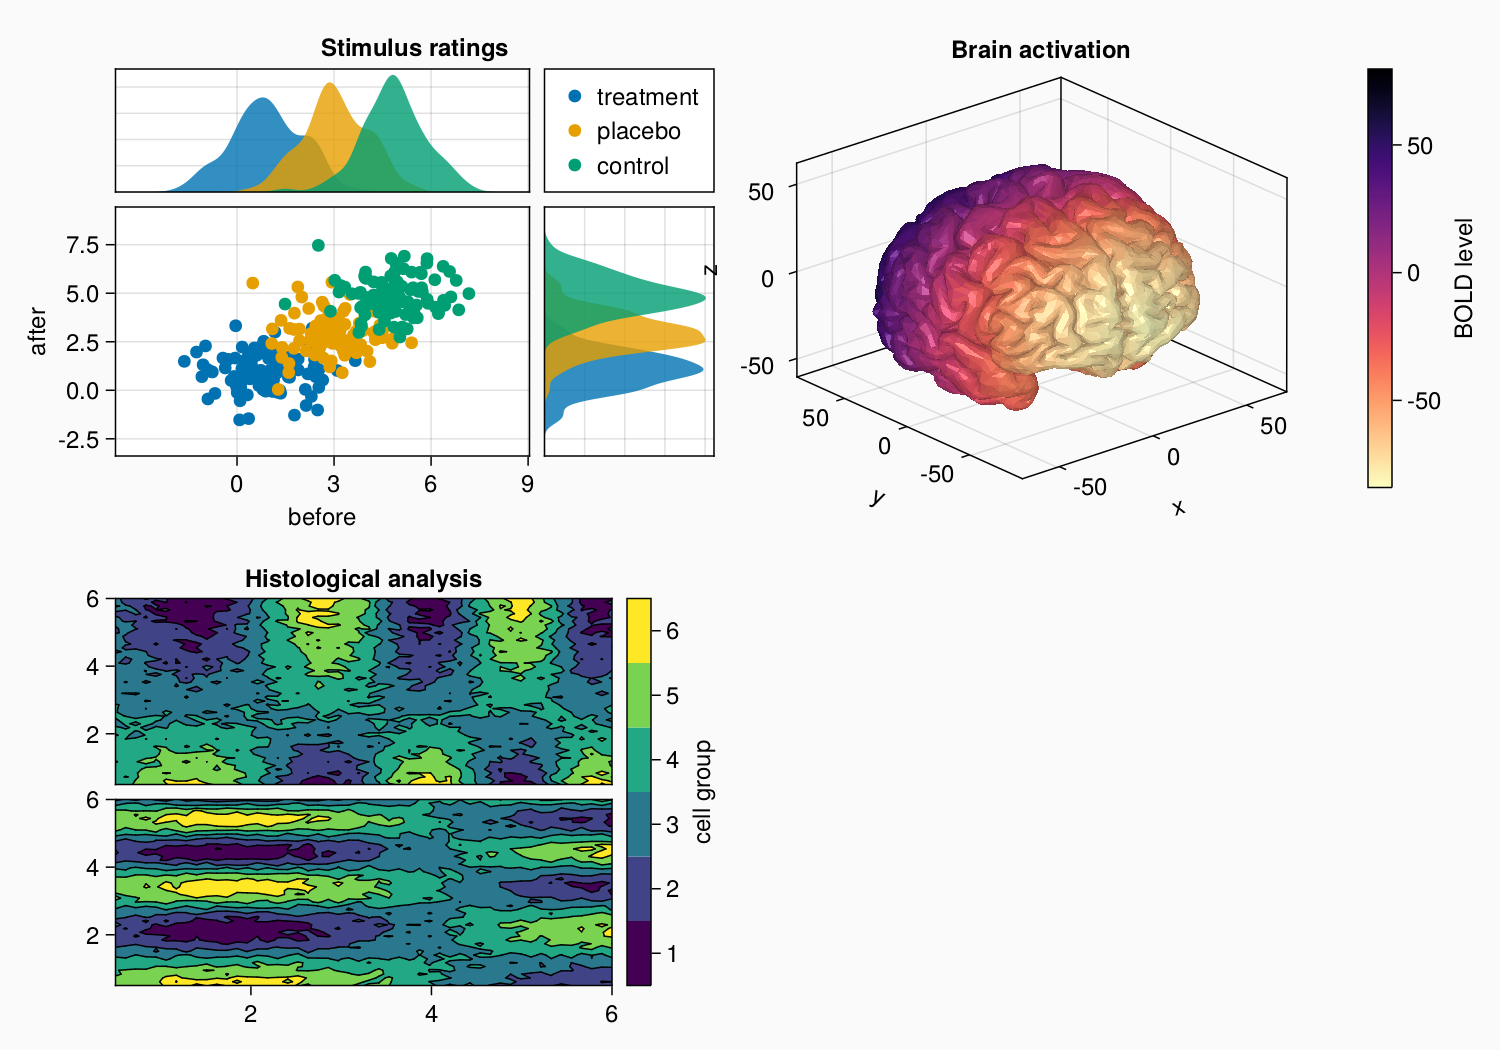 Stimulus ratings
treatment
placebo
control
7.5
5.0
2.5
0.0
-2.5
after
0
3
6
9
before
Brain activation
50
0
-50
z
50
0
-50
y
-50
0
50
x
50
0
-50
BOLD level
Histological analysis
6
4
2
6
4
2
2
4
6
6
5
4
3
2
1
cell group